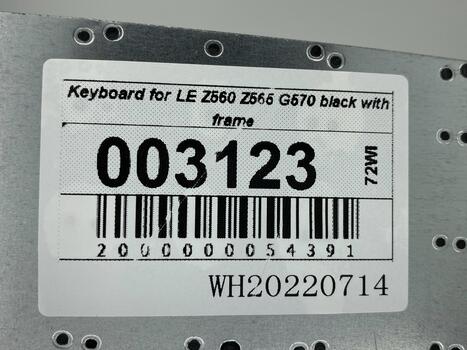 Keyboard for LE Z560 Z565 G570 black with
frame
003123
72WI
2000000054391
WH20220714